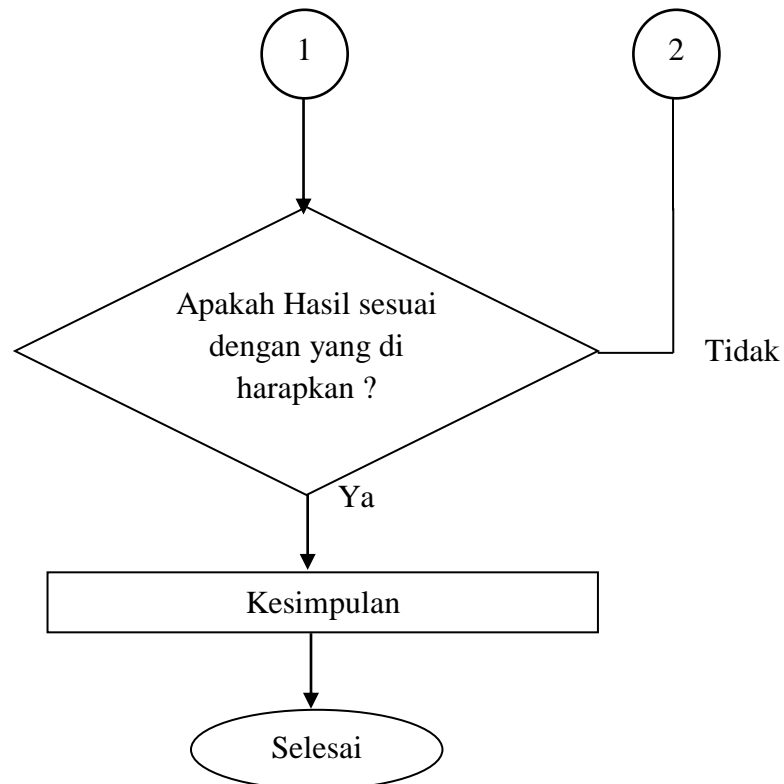 1
2
Apakah Hasil sesuai
dengan yang di
harapkan ?
Tidak
Ya
Kesimpulan
Selesai